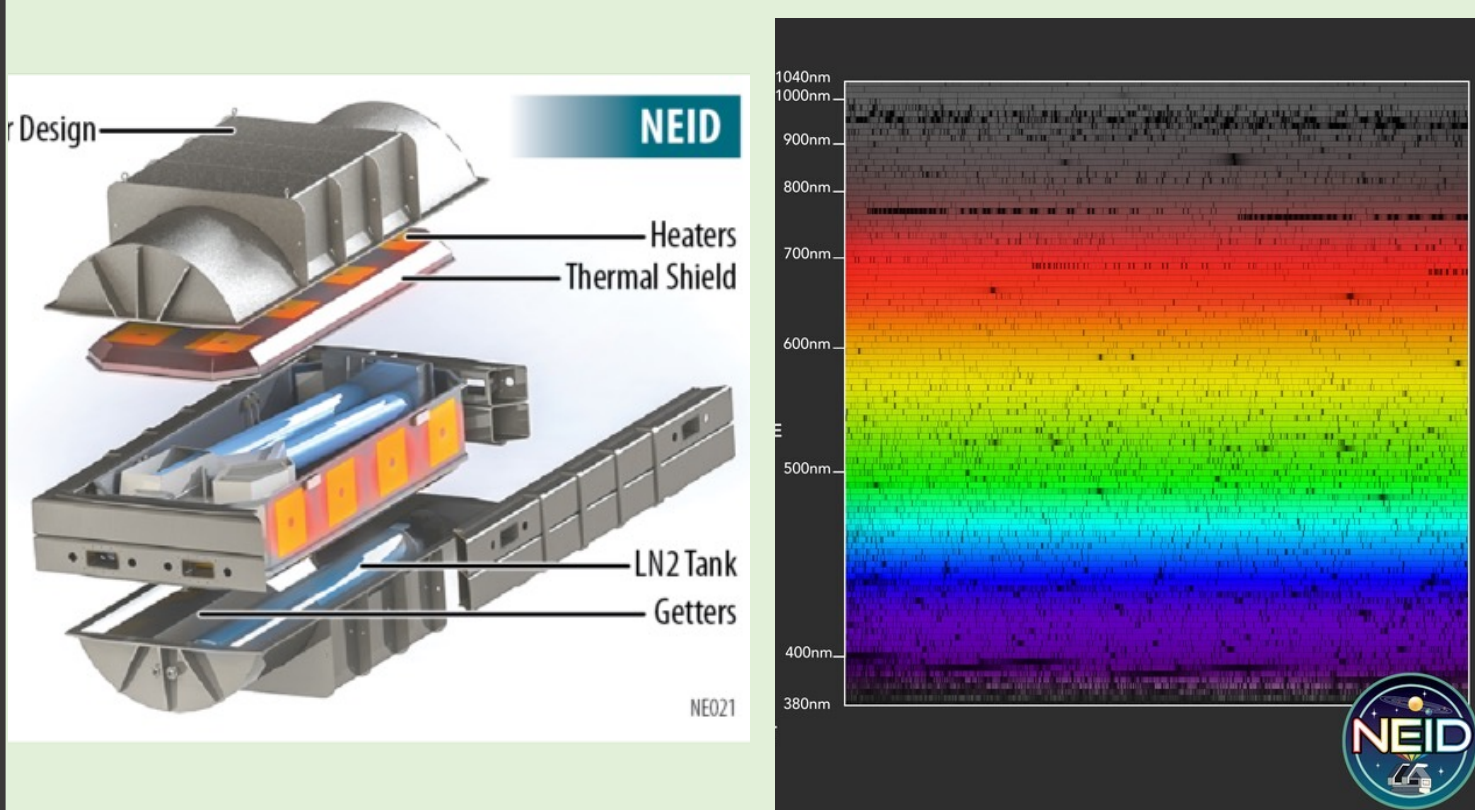 r Design
NEID
Heaters
Thermal Shield
LN2 Tank
Getters
NE021
1040nm
1000nm
900nm
800nm
700nm
600nm
500nm
400nm
380nm
NEID